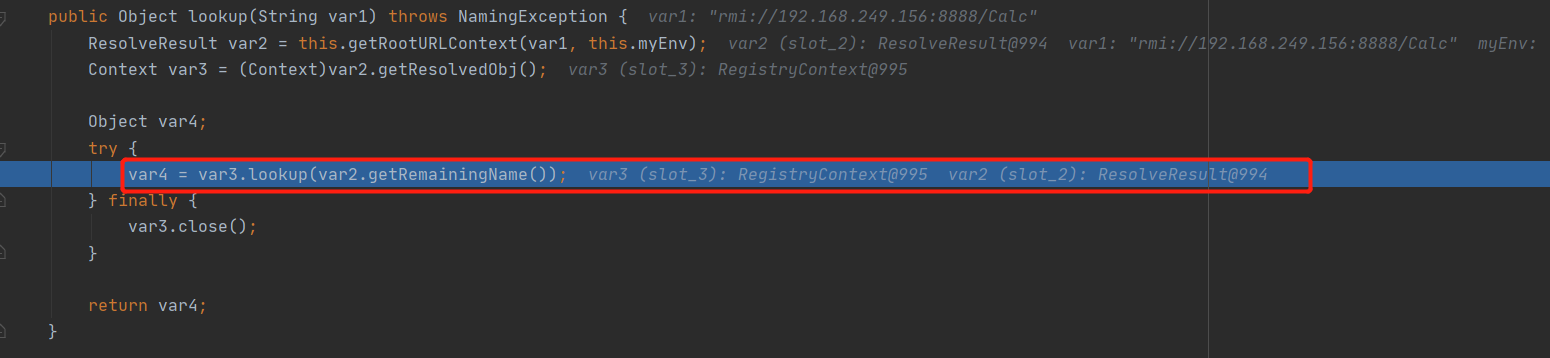 public Object lookup(String var1) throws NamingException {  var1: "rmi://192.168.249.156:8888/Calc"
ResolveResult var2 = this.getRootURLContext(var1, this.myEnv);  var2 (slot_2): ResolveResult@994  var1: "rmi://192.168.249.156:8888/Calc"  myEnv:
Context var3 = (Context)var2.getResolvedObj();  var3 (slot_3): RegistryContext@995
Object var4;
try {
var4 = var3.lookup(var2.getRemainingName());  var3 (slot_3): RegistryContext@995  var2 (slot_2): ResolveResult@994
} finally {
var3.close();
}
return var4;
}